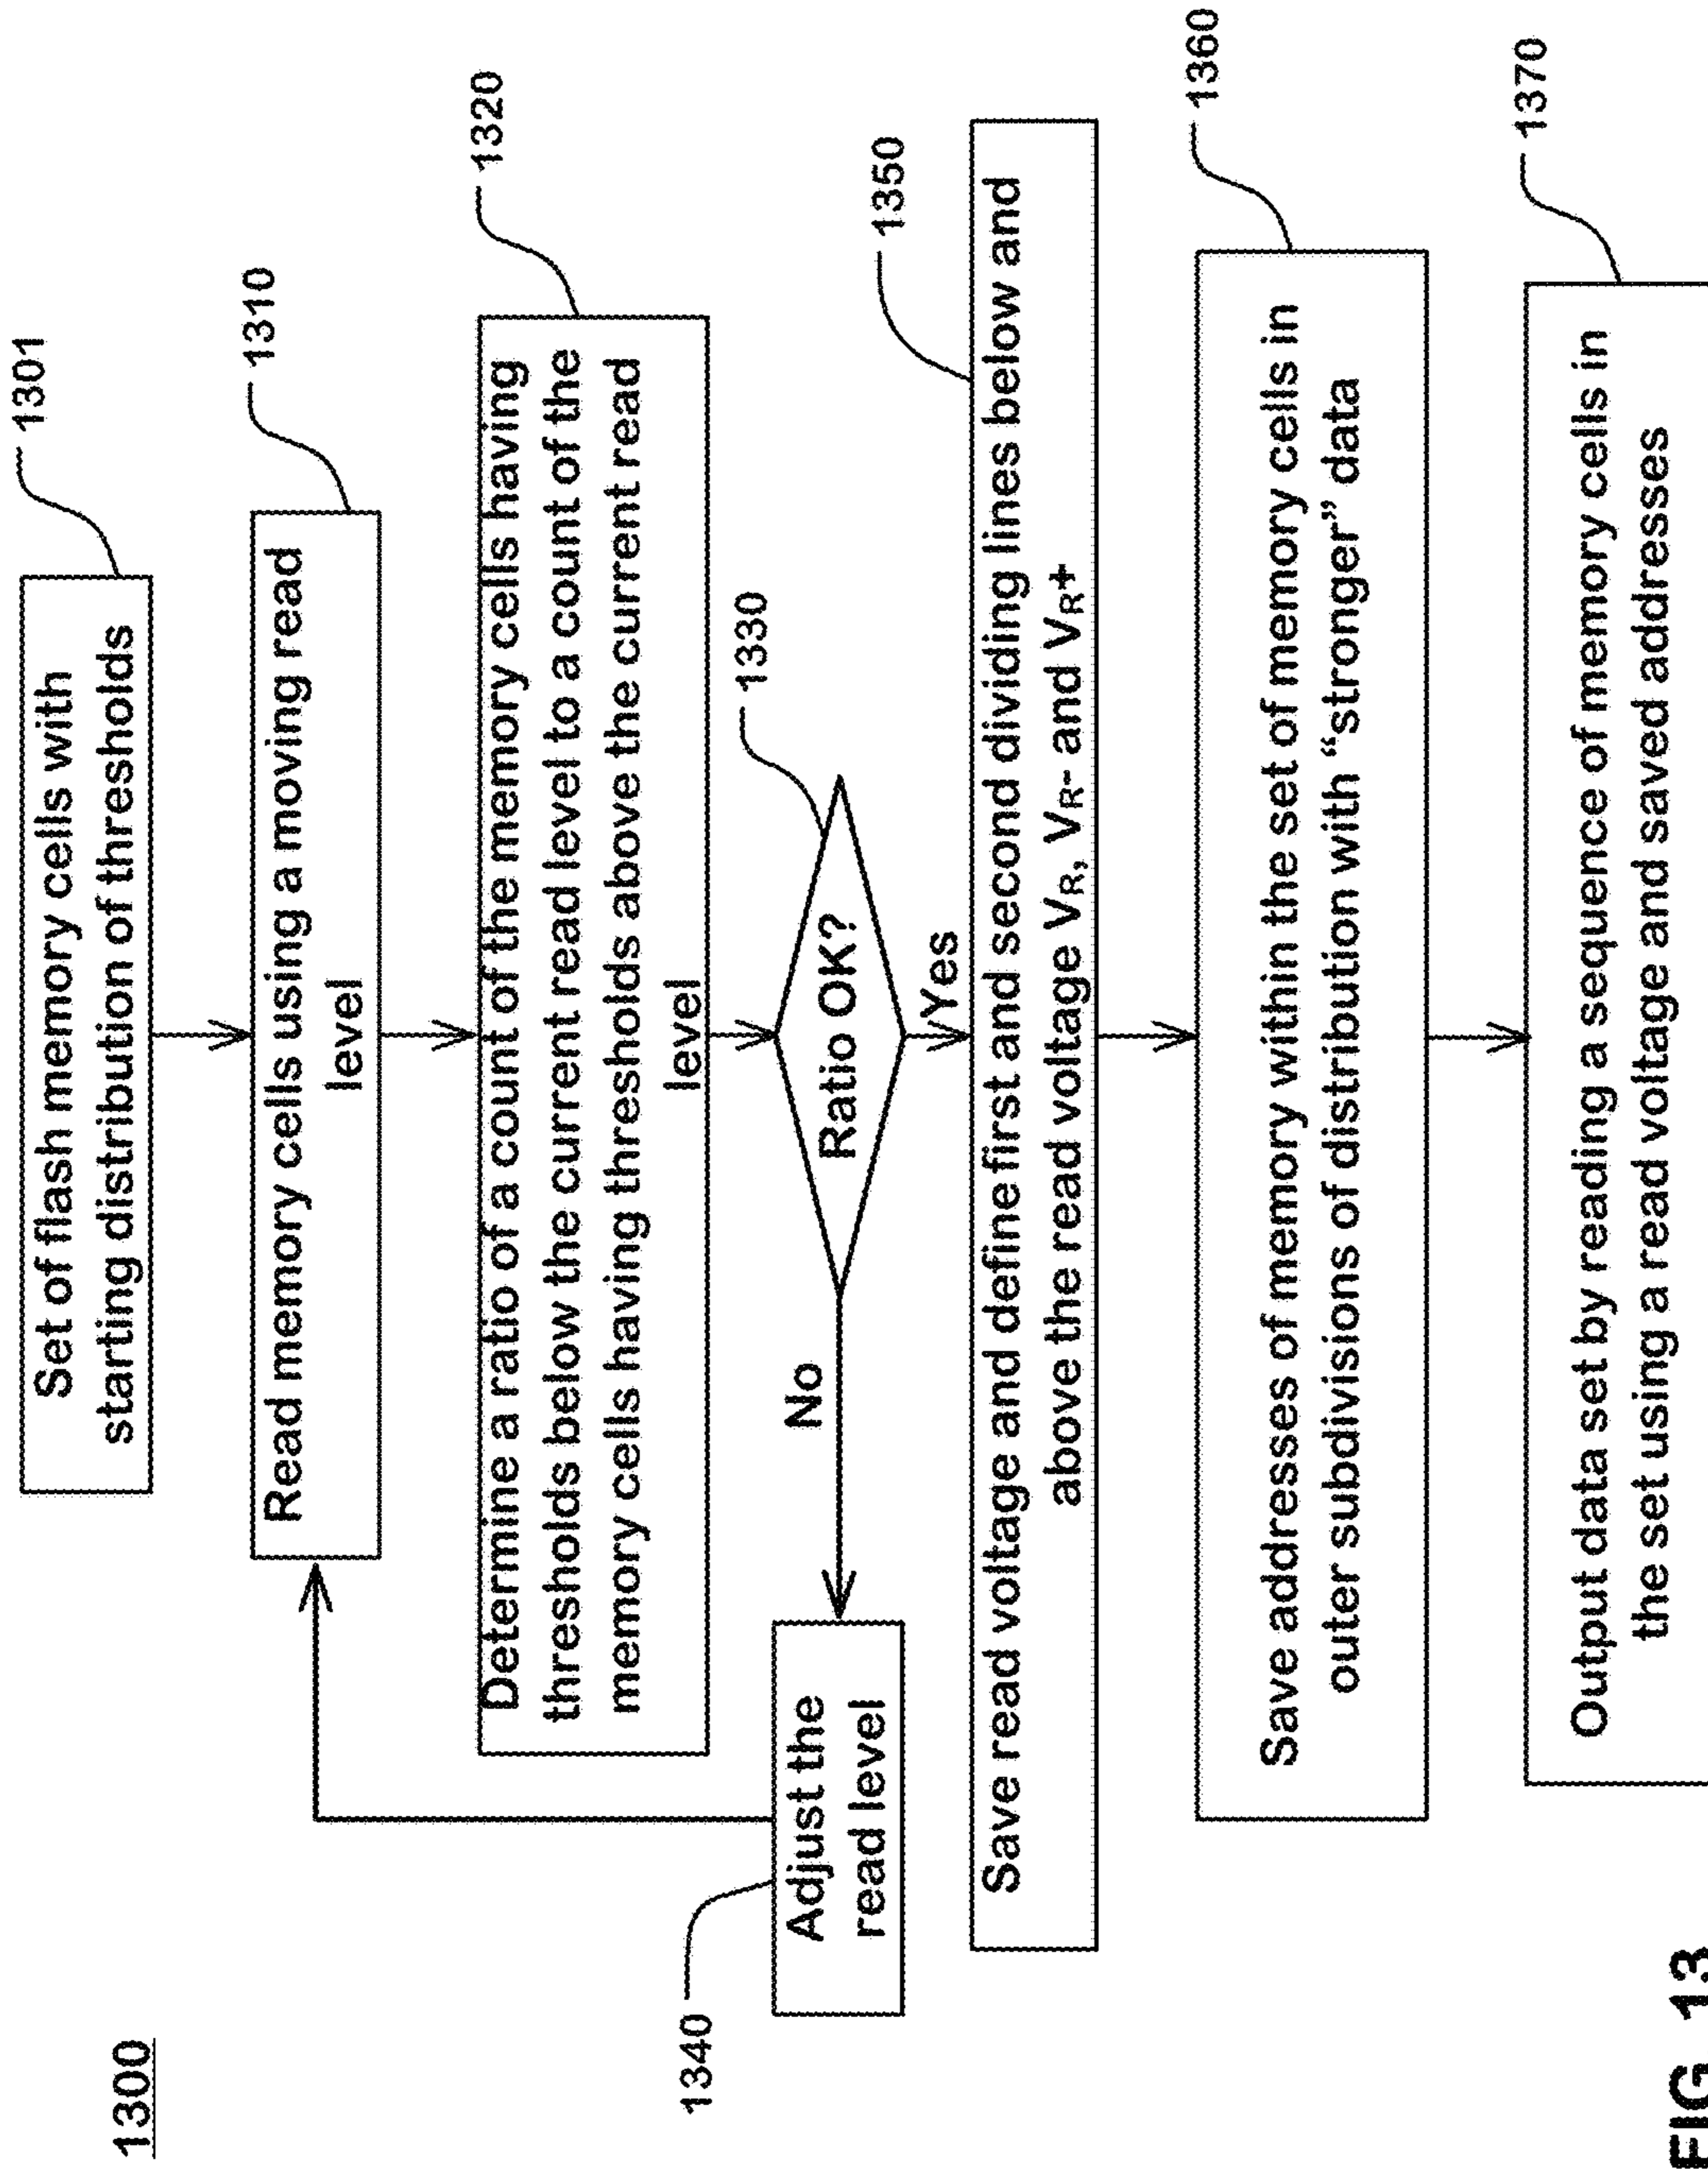 1300
1301
Set of flash memory cells with
starting distribution of thresholds
1310
Read memory cells using a moving read
level
1320
Determine a ratio of a count of the memory cells having
thresholds below the current read level to a count of the
memory cells having thresholds above the current read
level
1330
Ratio OK?
No
Yes
1340
Adjust the
read level
1350
Save read voltage and define first and second dividing lines below and
above the read voltage VR, VR- and VR+
1360
Save addresses of memory within the set of memory cells in
outer subdivisions of distribution with “stronger” data
1370
Output data set by reading a sequence of memory cells in
the set using a read voltage and saved addresses
FIG. 13